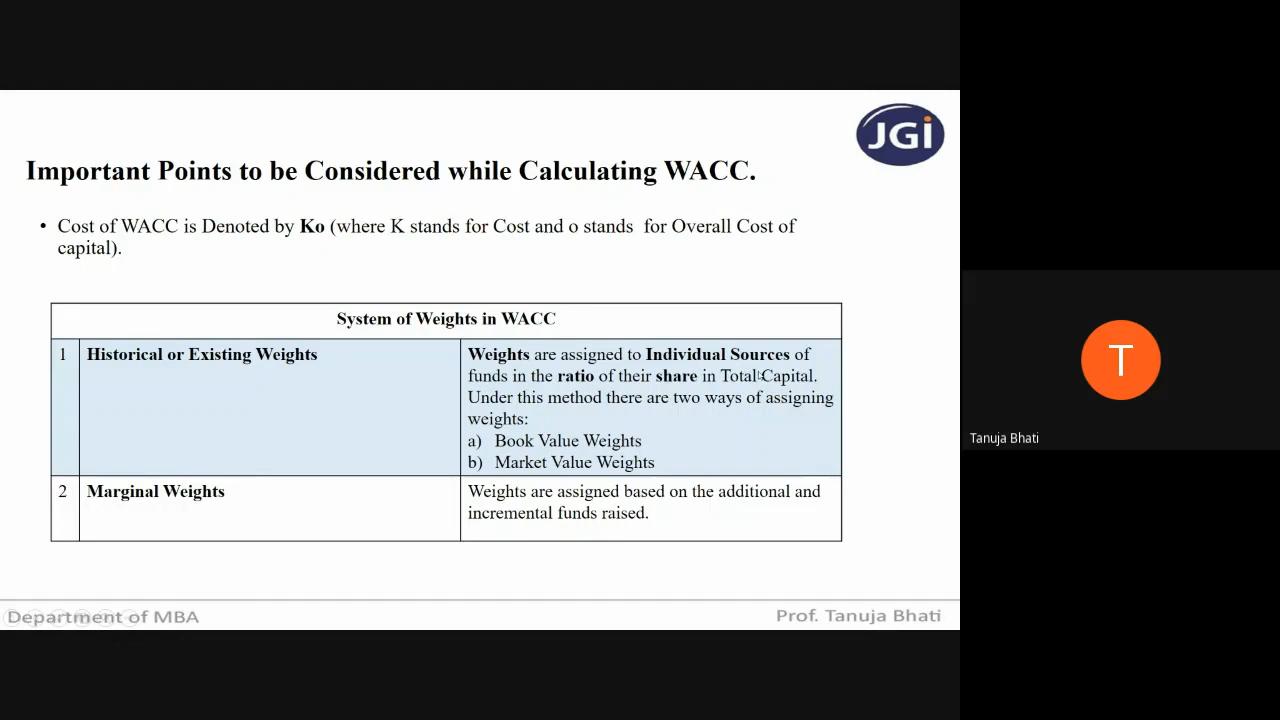 JGi
Important Points to be Considered while Calculating WACC.
• Cost of WACC is Denoted by Ko (where K stands for Cost and o stands for Overall Cost of
capital).
System of Weights in WACC
1 Historical or Existing Weights
Weights are assigned to Individual Sources of
funds in the ratio of their share in Total Capital.
Under this method there are two ways of assigning
weights:
a) Book Value Weights
b) Market Value Weights
2 Marginal Weights
Weights are assigned based on the additional and
incremental funds raised.
Department of MBA
Prof. Tanuja Bhati
T
Tanuja Bhati